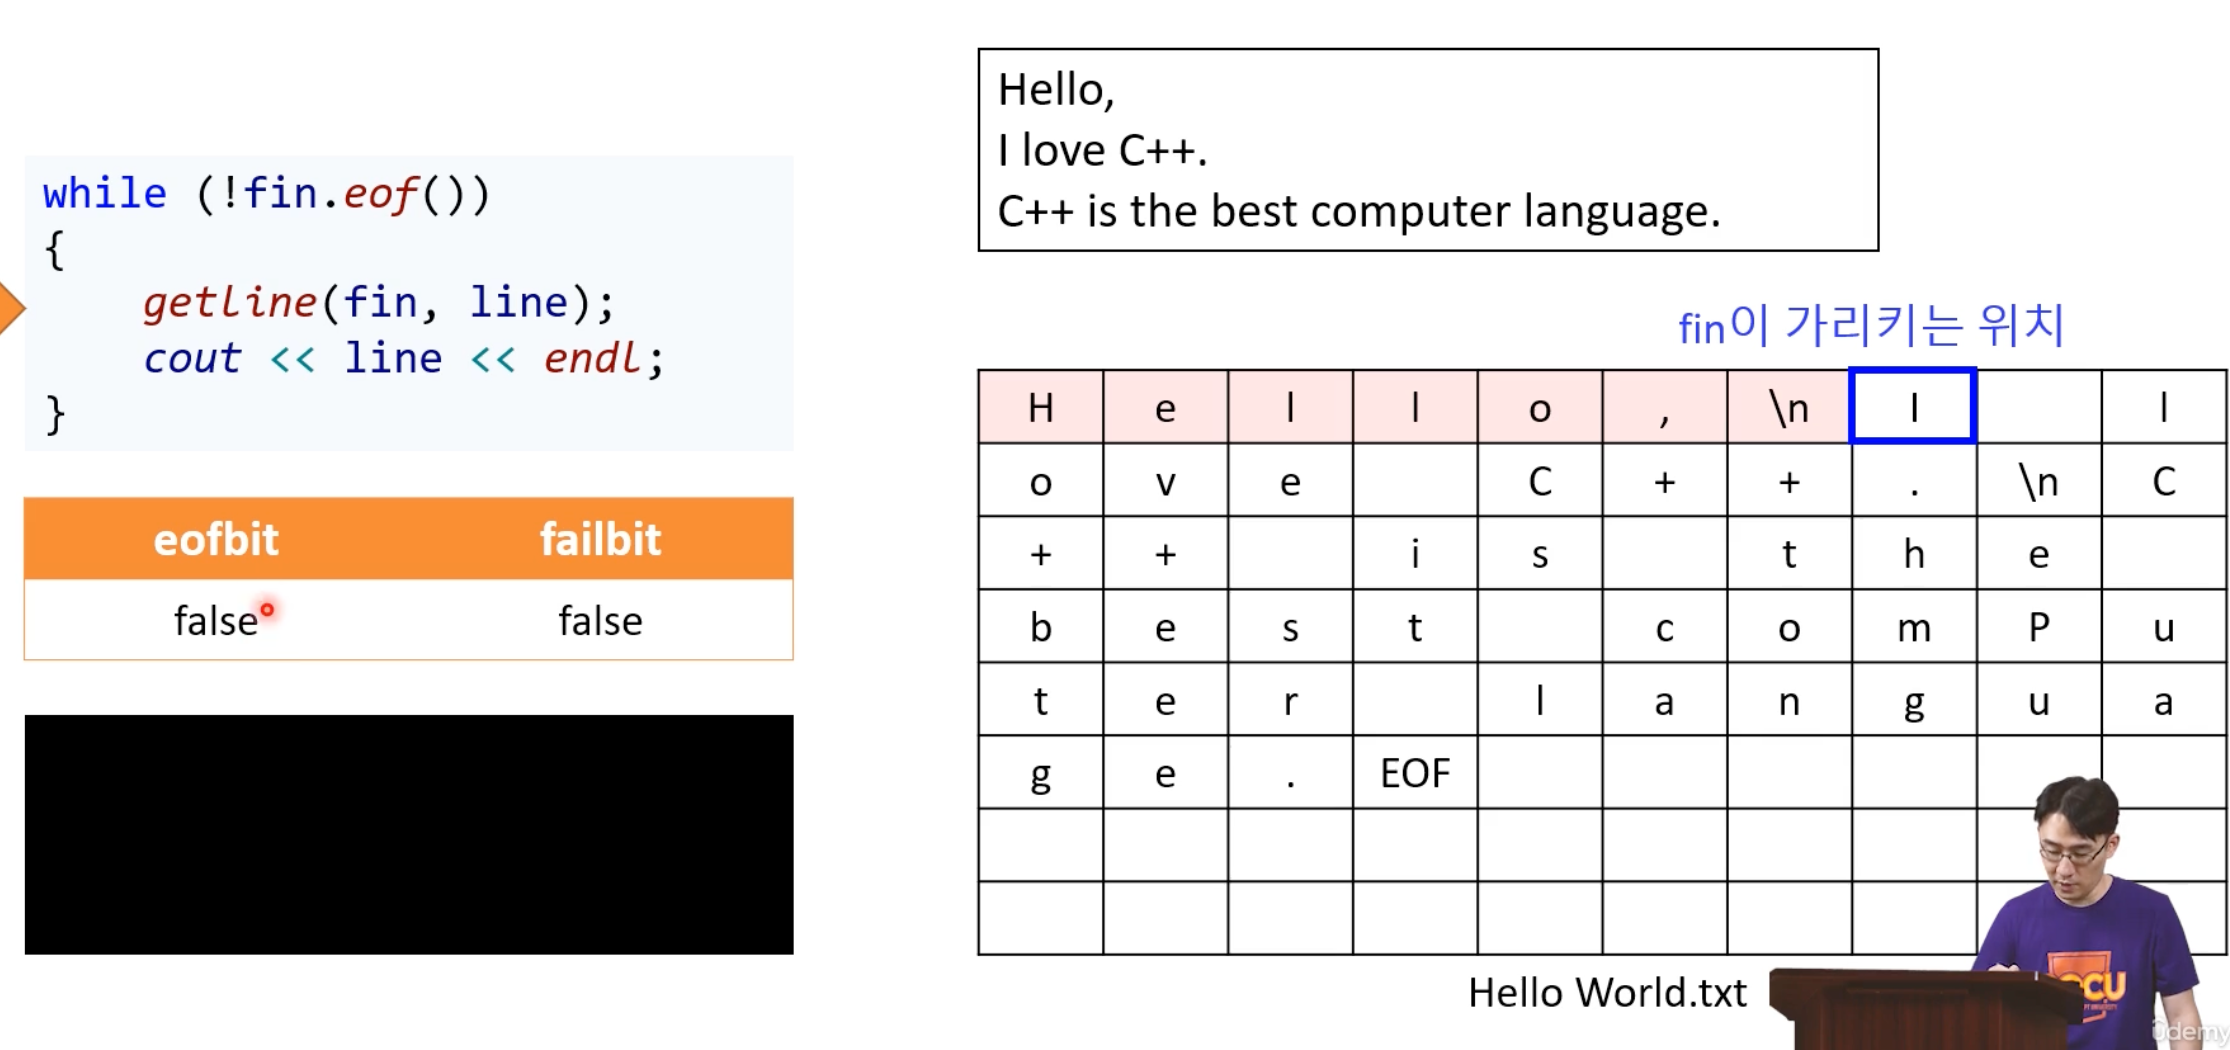 while (!fin.eof())
{
getline(fin, line);
cout << line << endl;
}
eofbit failbit
false false
Hello,
I love C++.
C++ is the best computer language.
fin이 가리키는 위치
H e l l o , \n I l
o v e C + + . \n C
+ + i s t h e
b e s t c o m P u
t e r l a n g u a
g e . EOF
Hello World.txt
CU
ûdemy